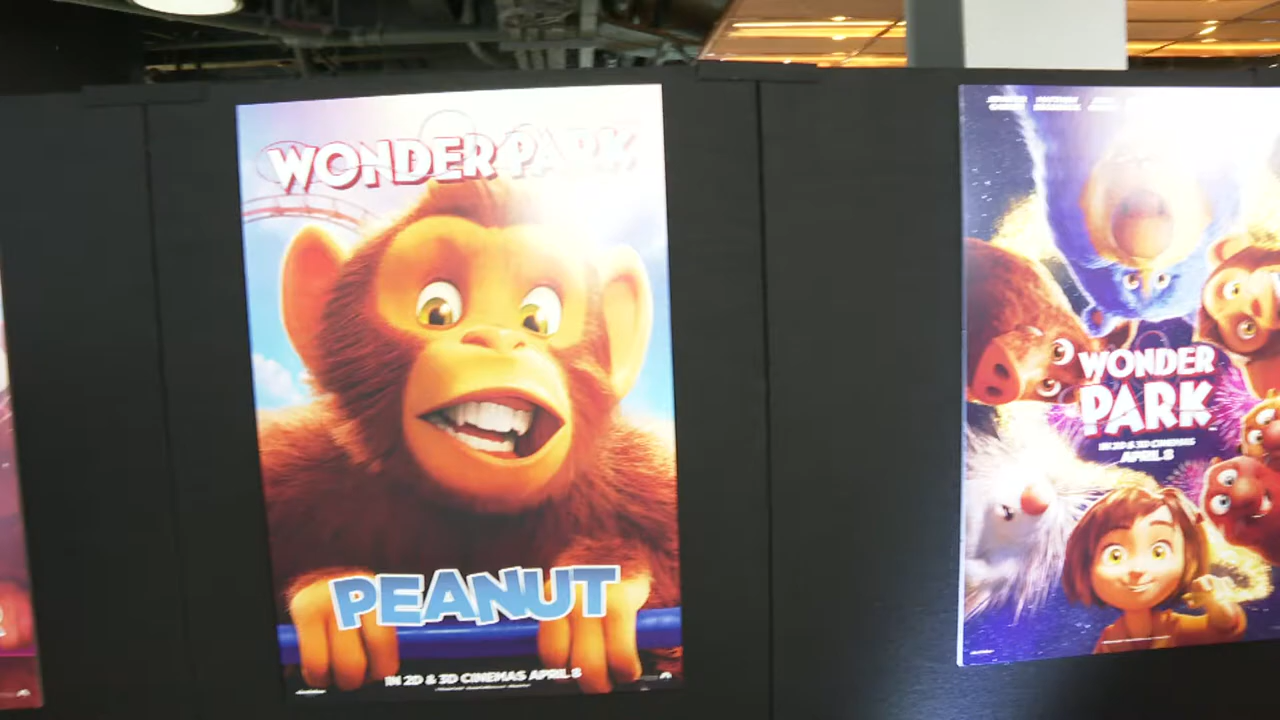 WONDER PARK
PEANUT
IN 2D & 3D CINEMAS APRIL 8
WONDER
PARK
IN 2D & 3D CINEMAS
APRIL 8